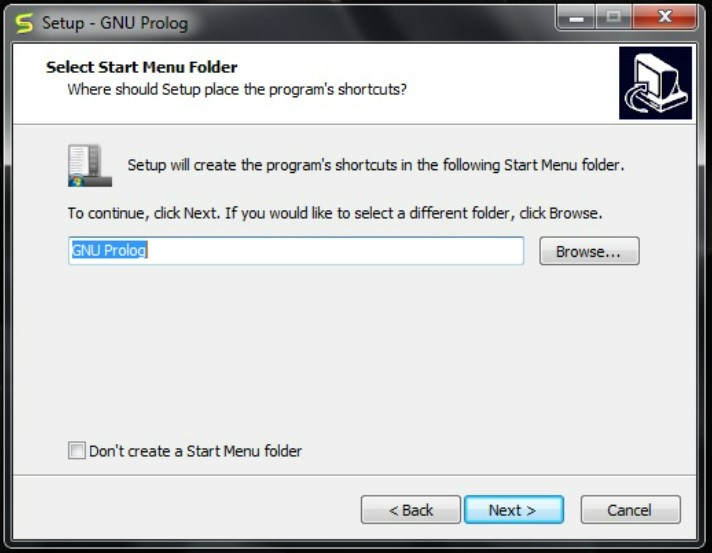 Setup - GNU Prolog
Select Start Menu Folder
Where should Setup place the program's shortcuts?
Setup will create the program's shortcuts in the following Start Menu folder.
To continue, click Next. If you would like to select a different folder, click Browse.
GNU Prolog
Browse...
Don't create a Start Menu folder
< Back
Next >
Cancel